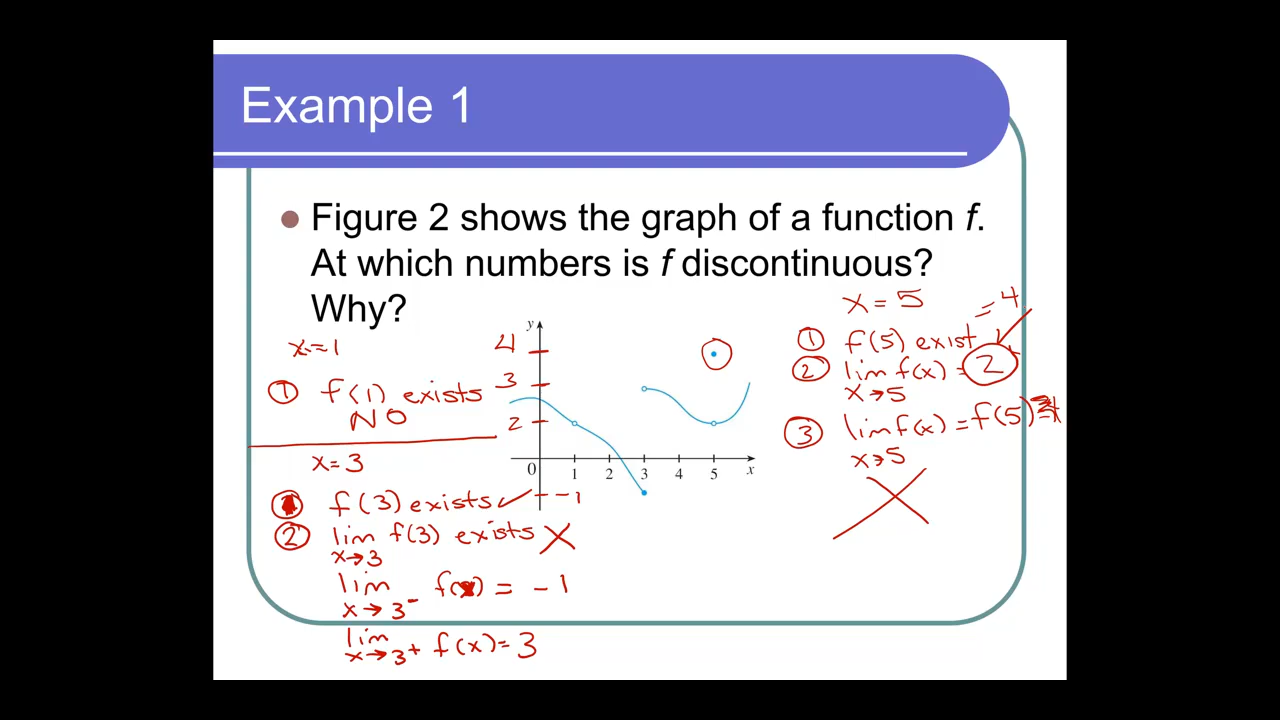 Example 1
Figure 2 shows the graph of a function f.
At which numbers is f discontinuous?
Why?
x=1
① f(1) exists
NO
x=3
① f(3) exists ✓
② lim f(3) exists X
x→3
lim f(x) = -1
x→3⁻
lim f(x)=3
x→3⁺
y
4
3
2
-1
0 1 2 3 4 5 x
x=5
=4
① f(5) exist
② lim f(x) = 2
x→5
③ lim f(x) = f(5)
x→5
X